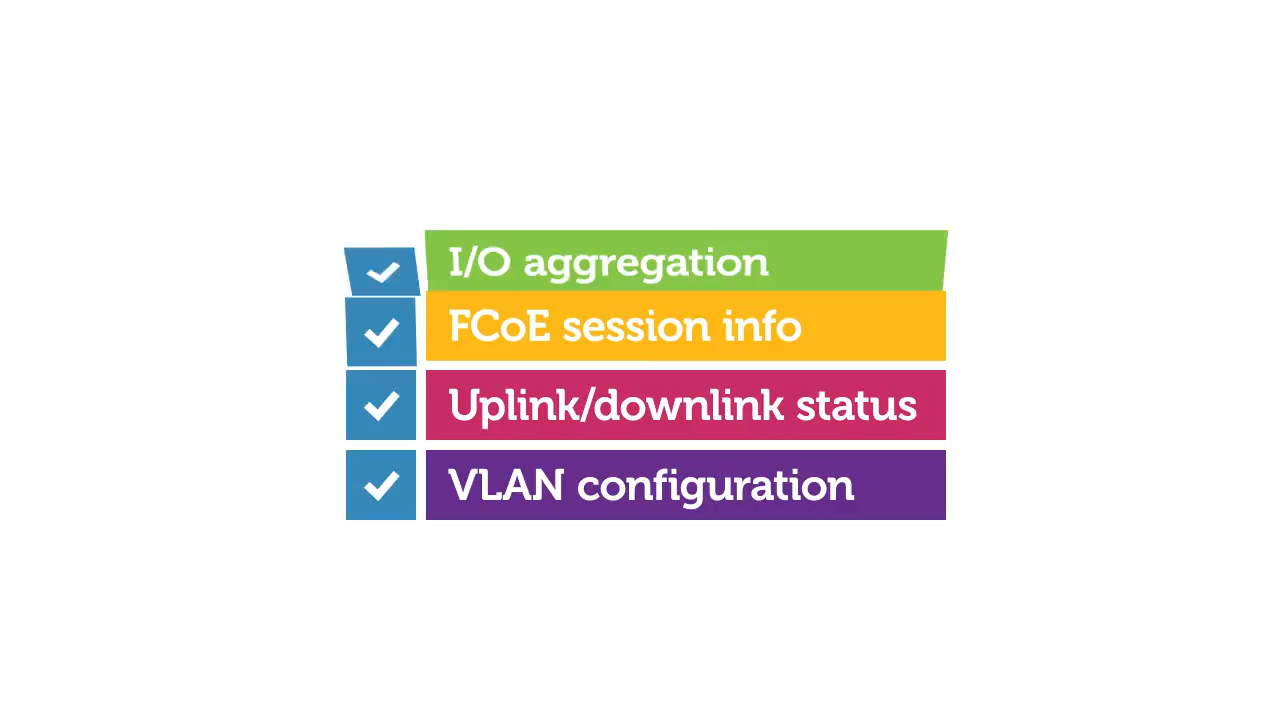 I/O aggregation
FCoE session info
Uplink/downlink status
VLAN configuration